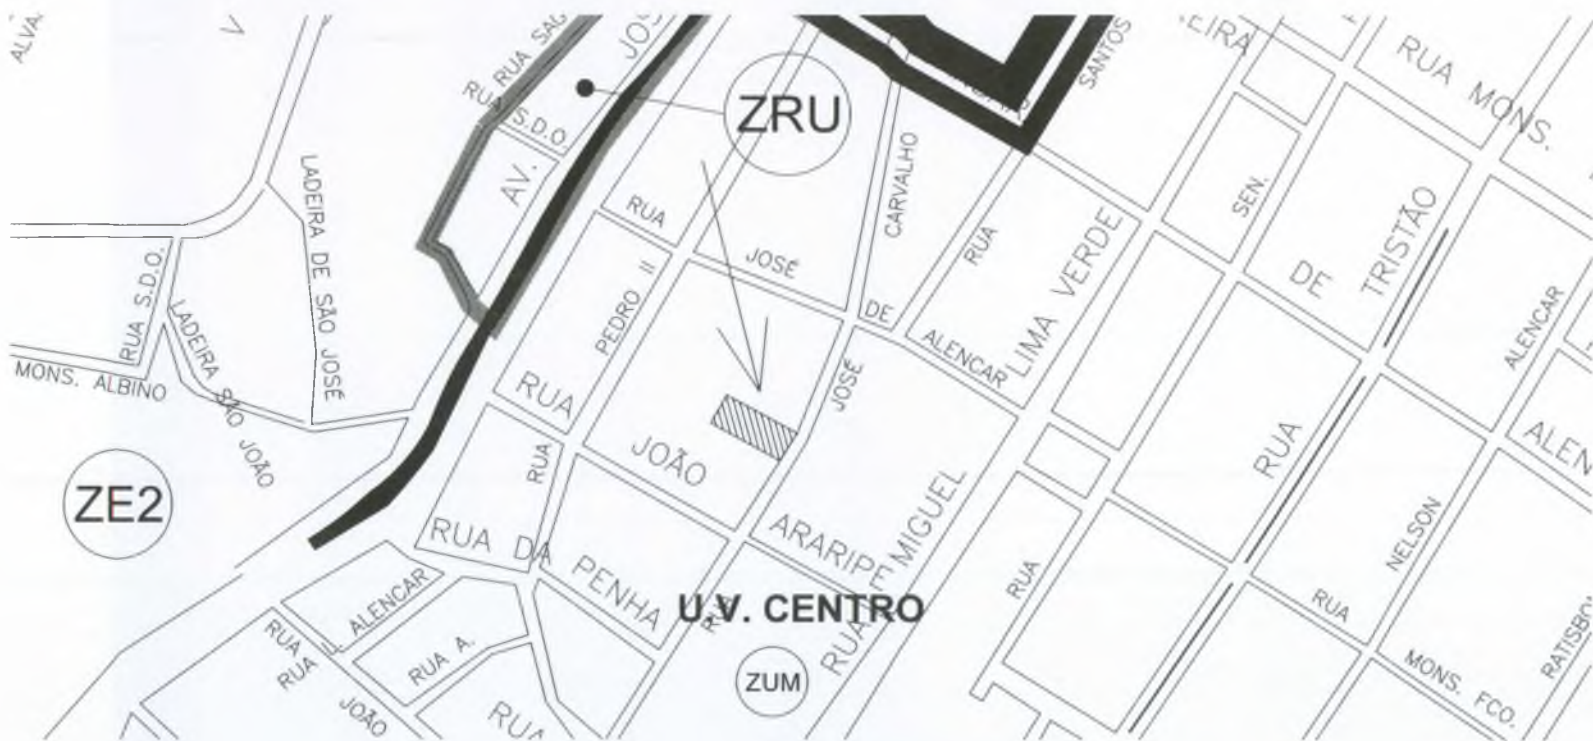 RUA SAG
JOS
RUA S.D.O.
AV.
ZRU
SANTOS
EIRA
RUA MONS.
LADEIRA DE SÃO JOSÉ
RUA S.D.O.
LADEIRA SÃO JOÃO
MONS. ALBINO
ZE2
RUA
PEDRO II
RUA
JOSÉ
DE
ALENCAR
CARVALHO
JOSÉ
RUA
LIMA VERDE
SEN.
DE
TRISTÃO
RUA
ALENCAR
ALEN
NELSON
RUA
RUA
JOÃO
ARARIPE
RUA
RUA DA PENHA
RUA MIGUEL
U.V. CENTRO
RUA
ZUM
RUA
MONS. FCO.
RATISBO
ALENCAR
RUA
RUA
JOÃO
RUA A.
RUA